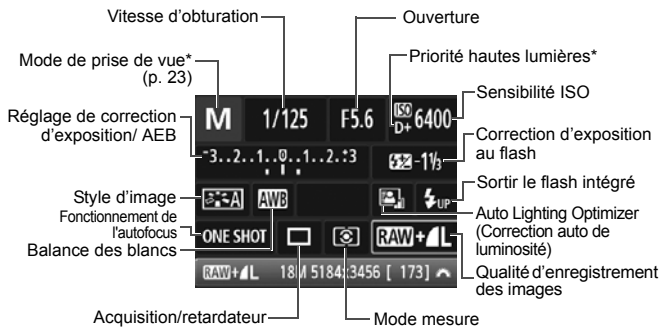 Vitesse d'obturation
Ouverture
Mode de prise de vue*
(p. 23)
Priorité hautes lumières*
Sensibilité ISO
M 1/125 F5.6 ISO D+ 6400
Réglage de correction
d'exposition/ AEB
-3..2..1..0..1..2.:3
-1⅓
Correction d'exposition
au flash
Style d'image
A AWB
UP
Sortir le flash intégré
Fonctionnement de
l'autofocus
Balance des blancs
ONE SHOT
RAW+L
Auto Lighting Optimizer
(Correction auto de
luminosité)
RAW+L 18M 5184x3456 [ 173]
Qualité d'enregistrement
des images
Acquisition/retardateur
Mode mesure